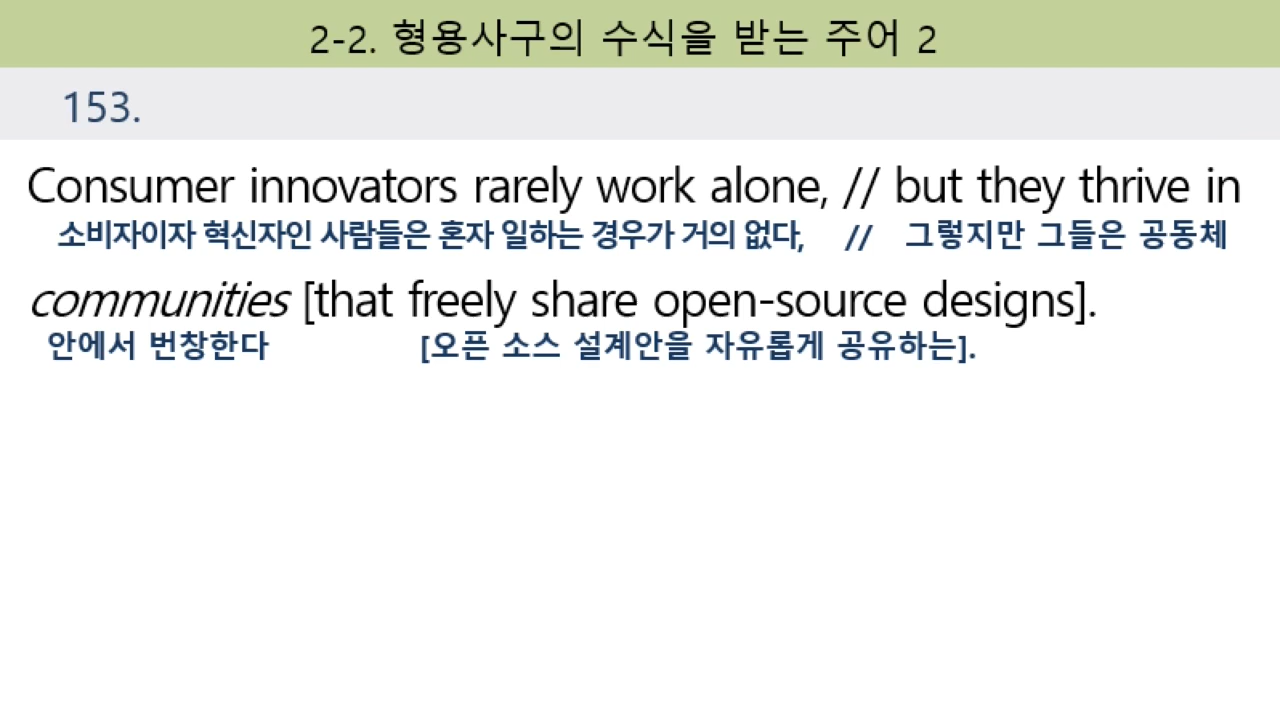 2-2. 형용사구의 수식을 받는 주어 2
153.
Consumer innovators rarely work alone, // but they thrive in
소비자이자 혁신자인 사람들은 혼자 일하는 경우가 거의 없다, // 그렇지만 그들은 공동체
communities [that freely share open-source designs].
안에서 번창한다 [오픈 소스 설계안을 자유롭게 공유하는].